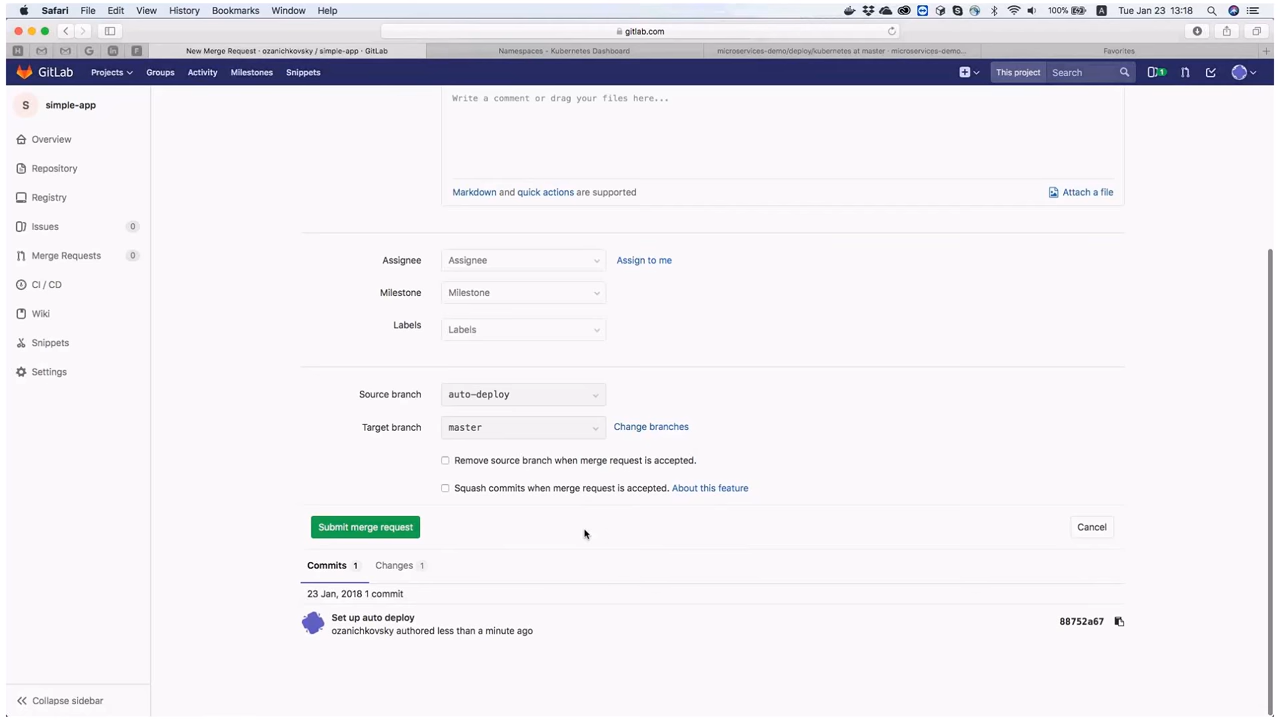 Safari File Edit View History Bookmarks Window Help 100% A Tue Jan 23 13:18
gitlab.com
New Merge Request · ozanichkovsky / simple-app · GitLab
Namespaces - Kubernetes Dashboard
microservices-demo/deploy/kubernetes at master · microservices-demo...
Favorites
GitLab Projects Groups Activity Milestones Snippets This project Search 1
S simple-app
Overview
Repository
Registry
Issues 0
Merge Requests 0
CI / CD
Wiki
Snippets
Settings
Collapse sidebar
Write a comment or drag your files here...
Markdown and quick actions are supported Attach a file
Assignee Assignee Assign to me
Milestone Milestone
Labels Labels
Source branch auto-deploy
Target branch master Change branches
Remove source branch when merge request is accepted.
Squash commits when merge request is accepted. About this feature
Submit merge request Cancel
Commits 1 Changes 1
23 Jan, 2018 1 commit
Set up auto deploy
ozanichkovsky authored less than a minute ago
88752a67